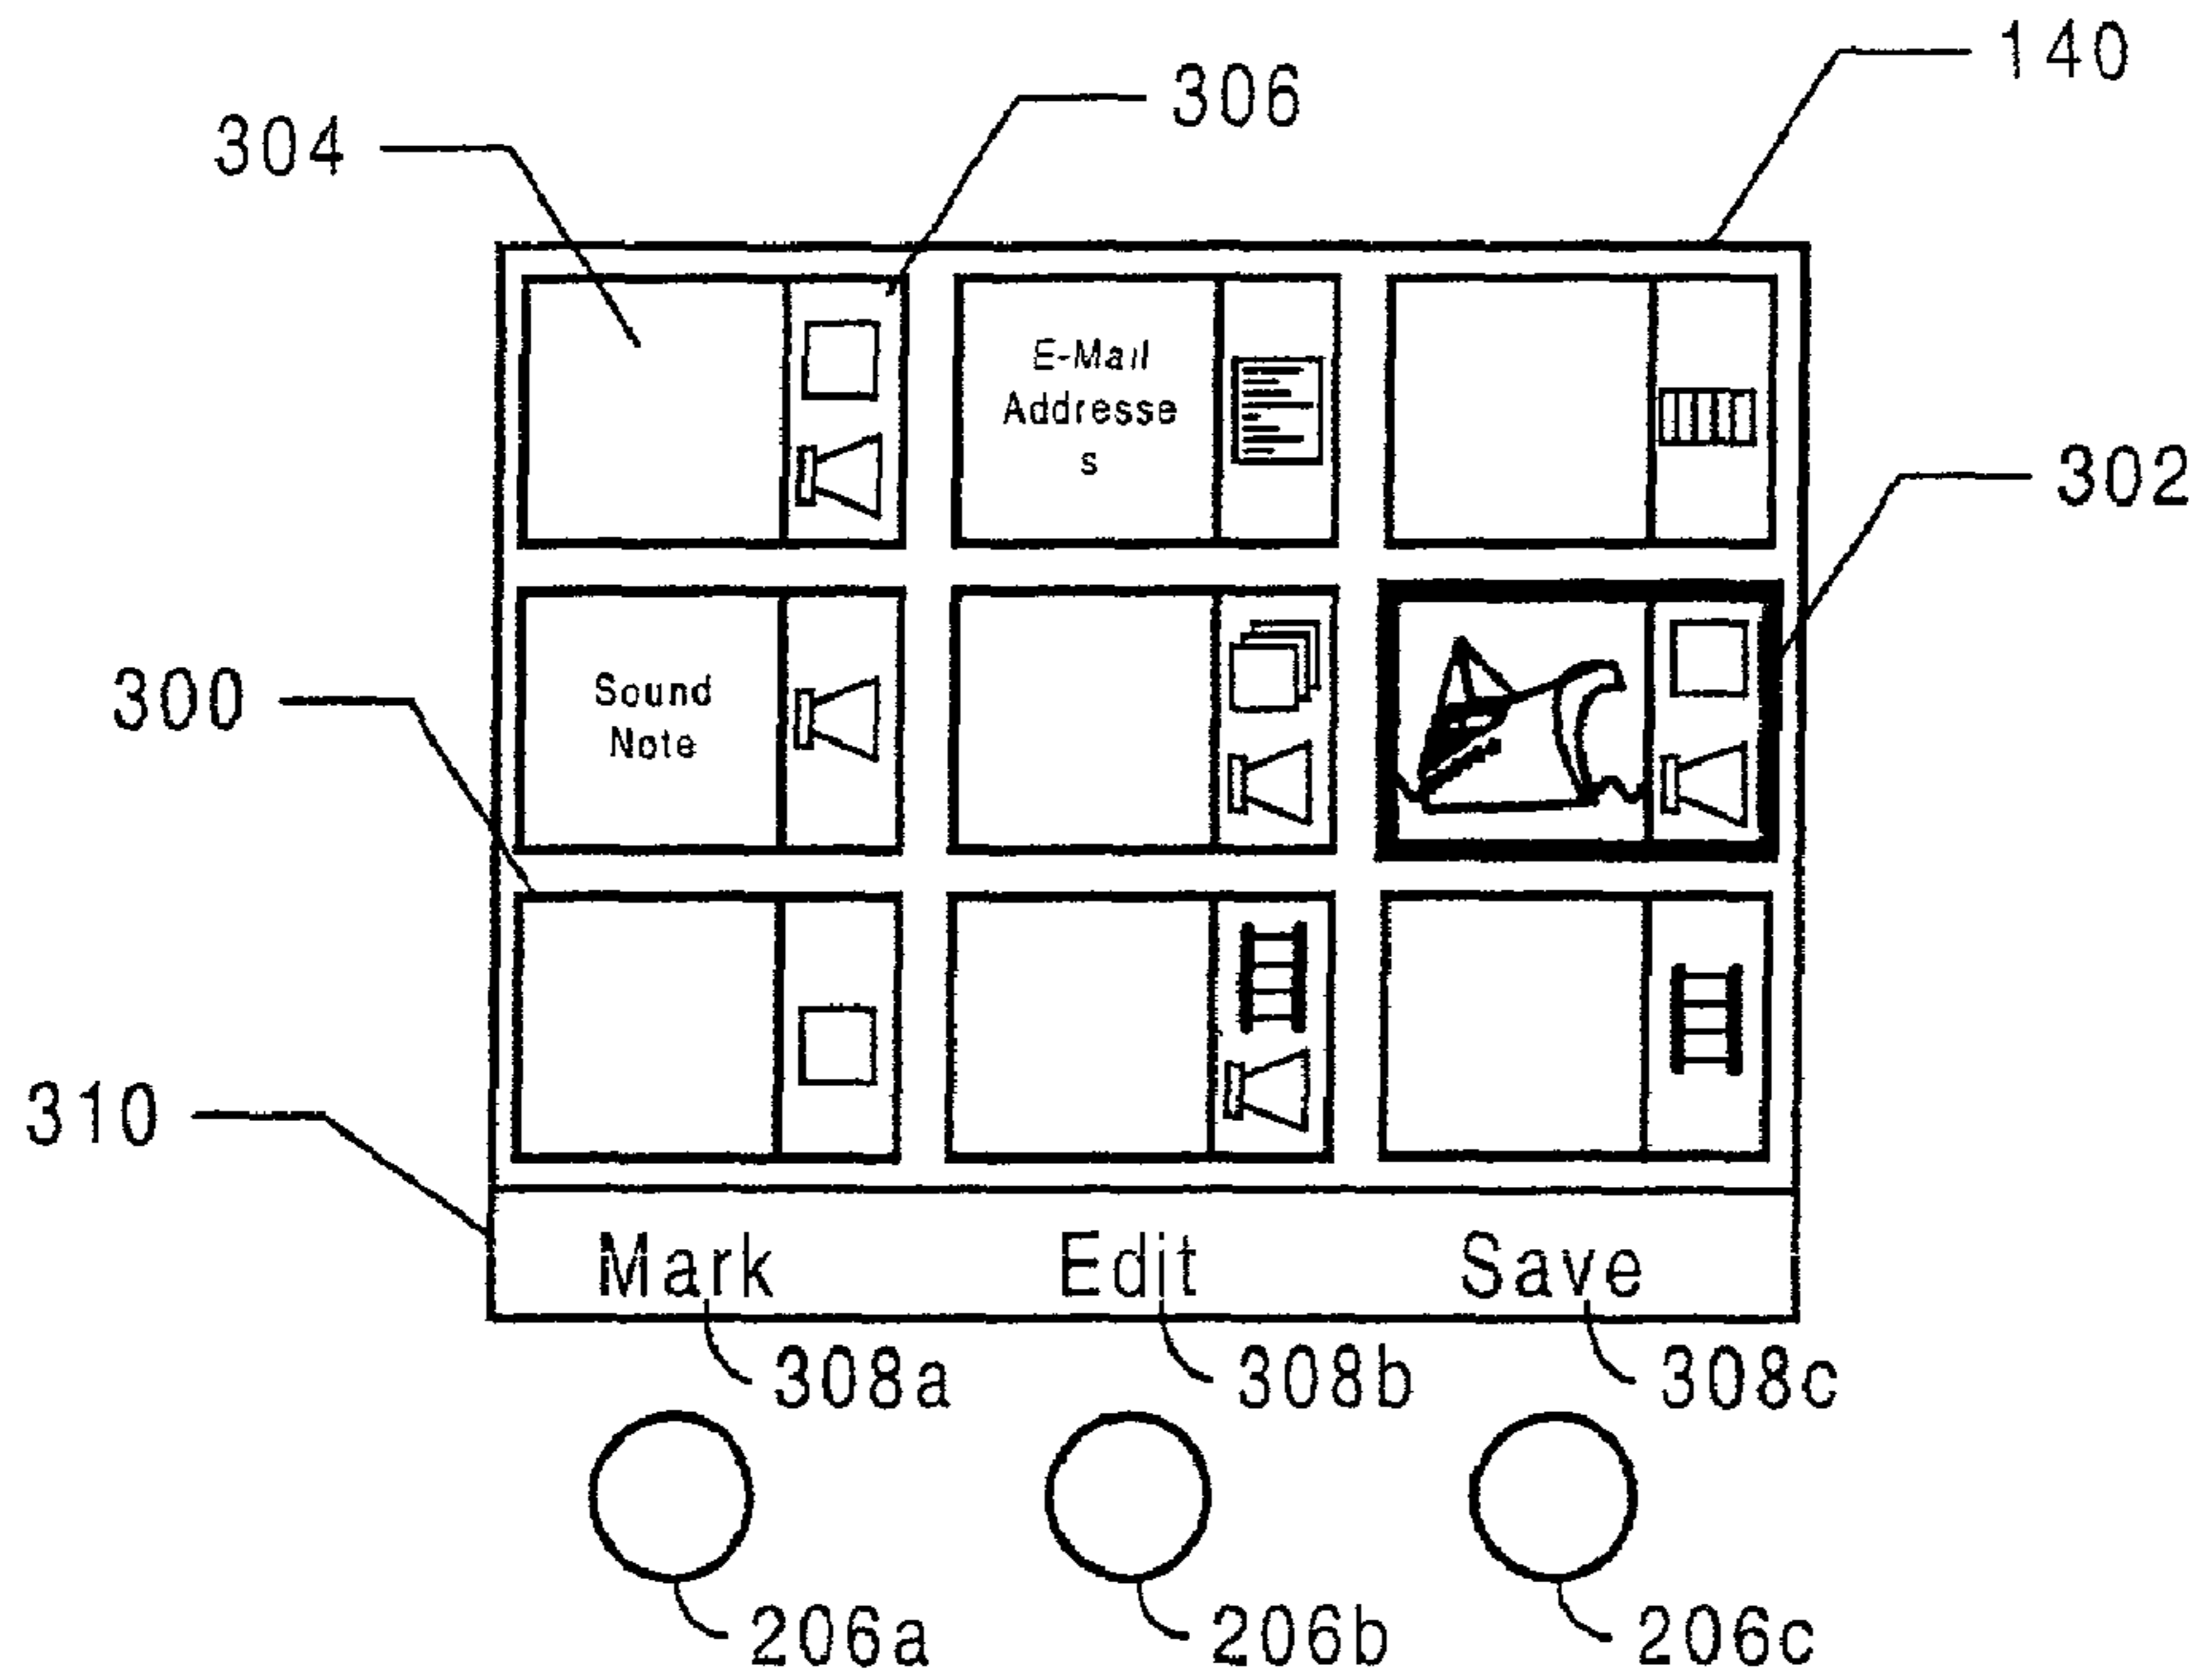 140
306
304
E-Mail
Addresse
s
302
Sound
Note
300
310
Mark
Edit
Save
308a
308b
308c
206a
206b
206c